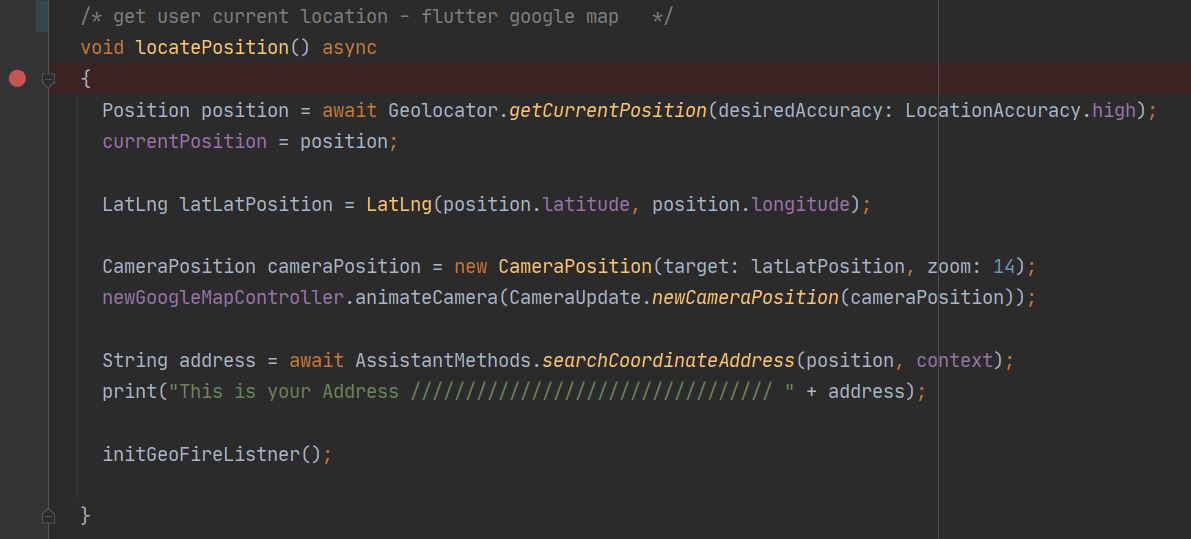 /* get user current location - flutter google map   */
void locatePosition() async
{
Position position = await Geolocator.getCurrentPosition(desiredAccuracy: LocationAccuracy.high);
currentPosition = position;
LatLng latLatPosition = LatLng(position.latitude, position.longitude);
CameraPosition cameraPosition = new CameraPosition(target: latLatPosition, zoom: 14);
newGoogleMapController.animateCamera(CameraUpdate.newCameraPosition(cameraPosition));
String address = await AssistantMethods.searchCoordinateAddress(position, context);
print("This is your Address ///////////////////////////////// " + address);
initGeoFireListner();
}